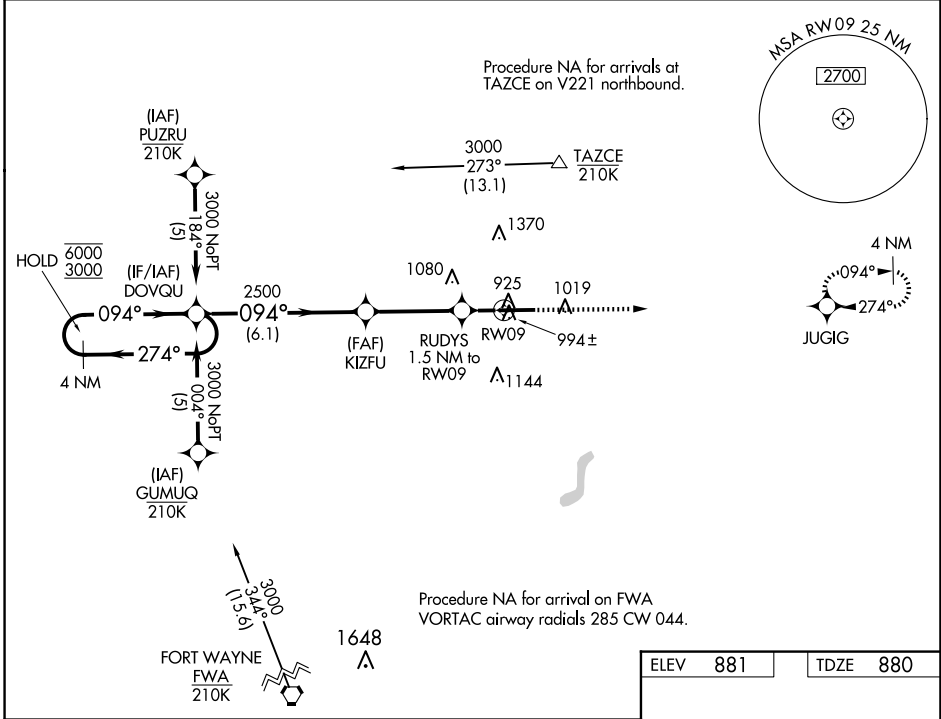 MSA RW09 25 NM
2700
Procedure NA for arrivals at
TAZCE on V221 northbound.
(IAF)
PUZRU
210K
3000
273°
(13.1)
TAZCE
210K
3000 NoPT
184°
(5)
1370
HOLD
6000
3000
(IF/IAF)
DOVQU
1080
925
1019
4 NM
094°
274°
JUGIG
094°
2500
094°
(6.1)
274°
4 NM
(FAF)
KIZFU
RUDYS
1.5 NM to
RW09
RW09
994±
1144
3000 NoPT
004°
(5)
(IAF)
GUMUQ
210K
3000
344°
(15.6)
Procedure NA for arrival on FWA
VORTAC airway radials 285 CW 044.
FORT WAYNE
FWA
210K
1648
ELEV 881
TDZE 880